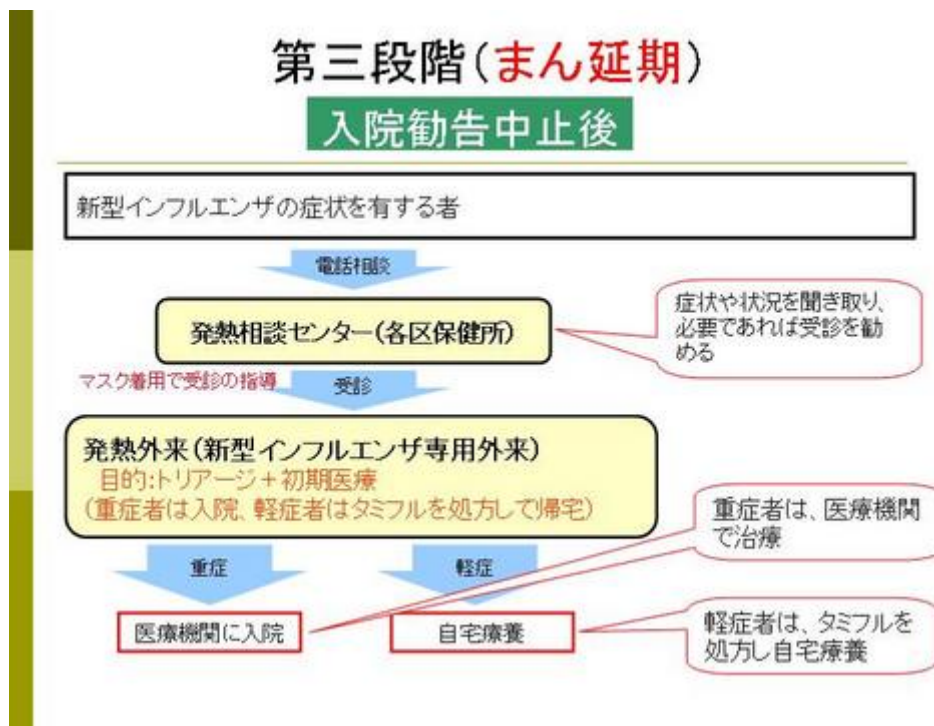 第三段階(まん延期)
入院勧告中止後
新型インフルエンザの症状を有する者
電話相談
発熱相談センター(各区保健所)
症状や状況を聞き取り、
必要であれば受診を勧
める
マスク着用で受診の指導
受診
発熱外来(新型インフルエンザ専用外来)
目的:トリアージ+初期医療
(重症者は入院、軽症者はタミフルを処方して帰宅)
重症者は、医療機関
で治療
重症
軽症
医療機関に入院
自宅療養
軽症者は、タミフルを
処方し自宅療養